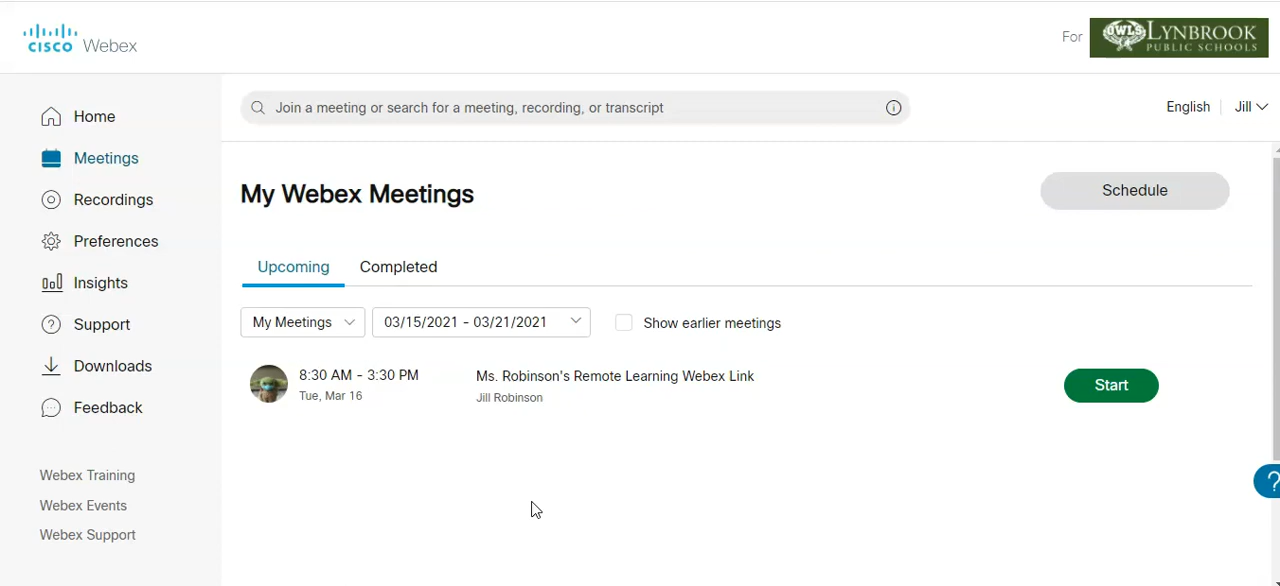 CISCO Webex
For
OWLS LYNBROOK
PUBLIC SCHOOLS
Home
Meetings
Recordings
Preferences
Insights
Support
Downloads
Feedback
Webex Training
Webex Events
Webex Support
Join a meeting or search for a meeting, recording, or transcript
English
Jill
My Webex Meetings
Schedule
Upcoming
Completed
My Meetings
03/15/2021 - 03/21/2021
Show earlier meetings
8:30 AM - 3:30 PM
Tue, Mar 16
Ms. Robinson's Remote Learning Webex Link
Jill Robinson
Start
?